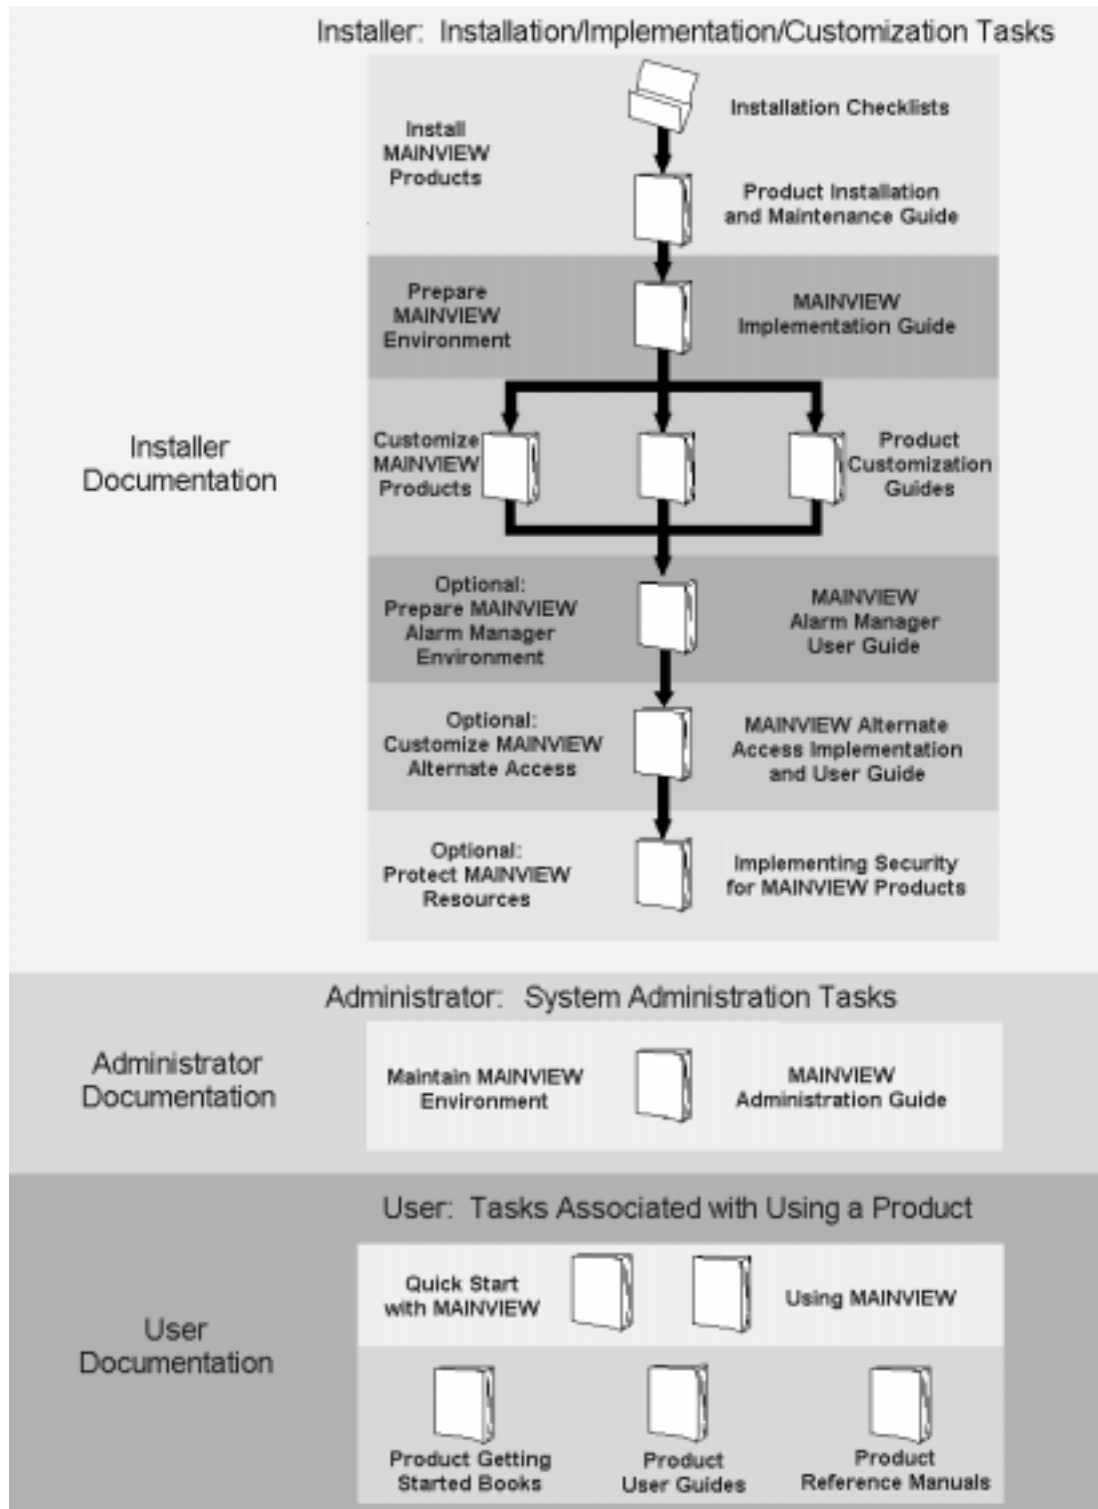 Installer: Installation/Implementation/Customization Tasks
Install
MAINVIEW
Products
Installation Checklists
Product Installation
and Maintenance Guide
Prepare
MAINVIEW
Environment
MAINVIEW
Implementation Guide
Installer
Documentation
Customize
MAINVIEW
Products
Product
Customization
Guides
Optional:
Prepare MAINVIEW
Alarm Manager
Environment
MAINVIEW
Alarm Manager
User Guide
Optional:
Customize MAINVIEW
Alternate Access
MAINVIEW Alternate
Access Implementation
and User Guide
Optional:
Protect MAINVIEW
Resources
Implementing Security
for MAINVIEW Products
Administrator: System Administration Tasks
Administrator
Documentation
Maintain MAINVIEW
Environment
MAINVIEW
Administration Guide
User: Tasks Associated with Using a Product
User
Documentation
Quick Start
with MAINVIEW
Using MAINVIEW
Product Getting
Started Books
Product
User Guides
Product
Reference Manuals